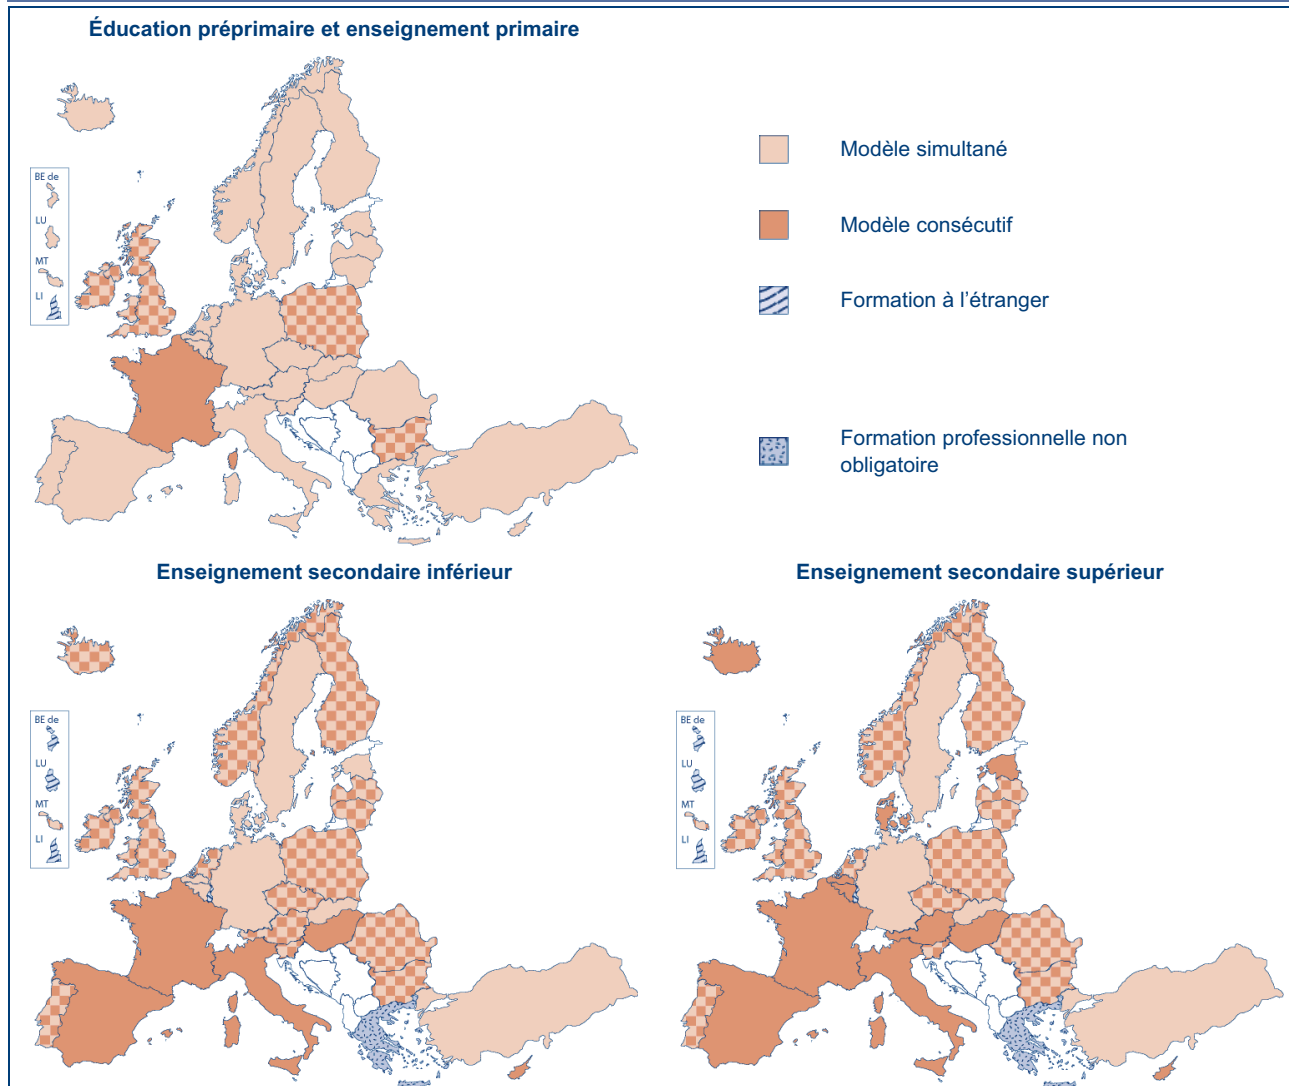 Éducation préprimaire et enseignement primaire
BE de
LU
MT
LI
Modèle simultané
Modèle consécutif
Formation à l'étranger
Formation professionnelle non
obligatoire
Enseignement secondaire inférieur
BE de
LU
MT
LI
Enseignement secondaire supérieur
BE de
LU
MT
LI